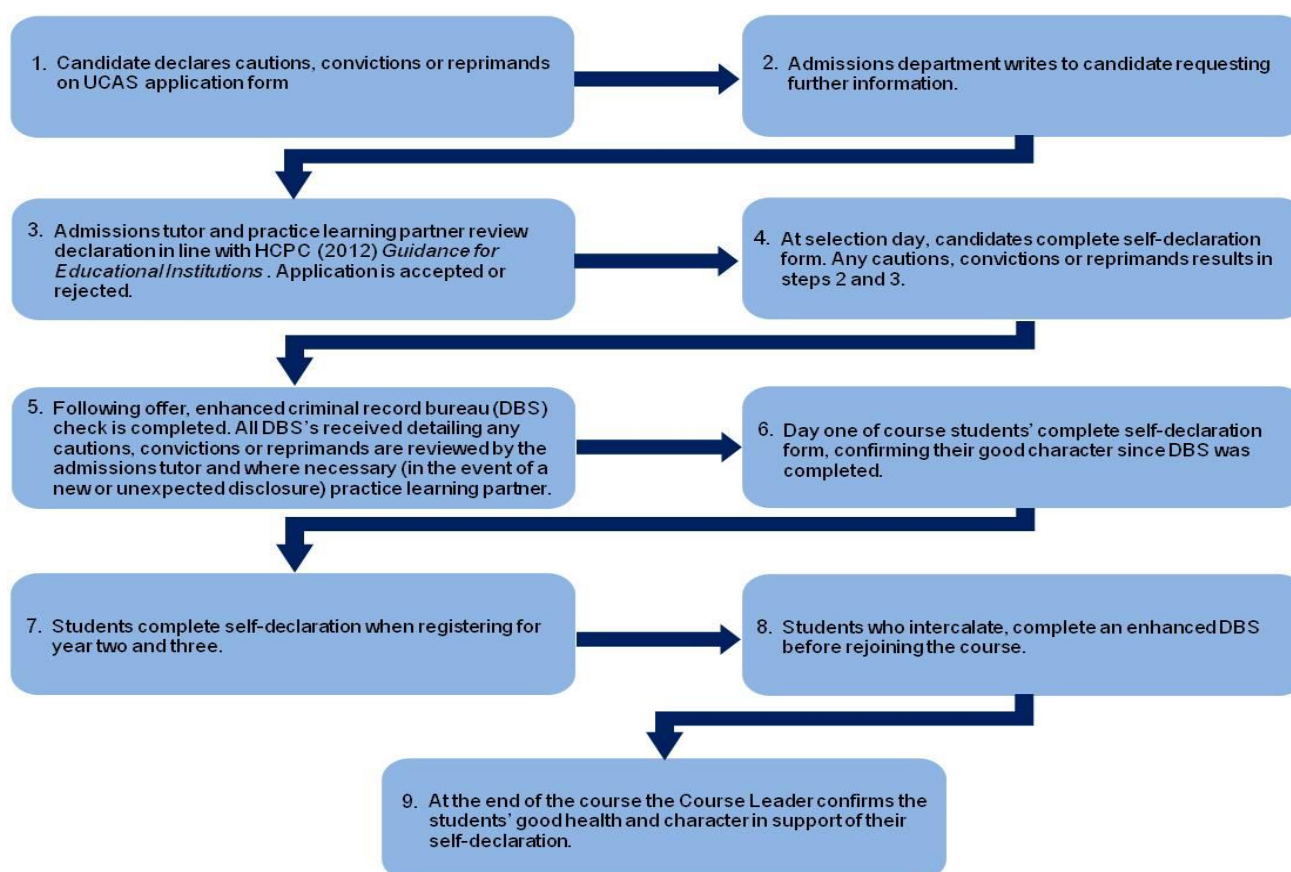 1. Candidate declares cautions, convictions or reprimands
on UCAS application form
2. Admissions department writes to candidate requesting
further information.
3. Admissions tutor and practice learning partner review
declaration in line with HCPC (2012) Guidance for
Educational Institutions . Application is accepted or
rejected.
4. At selection day, candidates complete self-declaration
form. Any cautions, convictions or reprimands results in
steps 2 and 3.
5. Following offer, enhanced criminal record bureau (DBS)
check is completed. All DBS's received detailing any
cautions, convictions or reprimands are reviewed by the
admissions tutor and where necessary (in the event of a
new or unexpected disclosure) practice learning partner.
6. Day one of course students' complete self-declaration
form, confirming their good character since DBS was
completed.
7. Students complete self-declaration when registering for
year two and three.
8. Students who intercalate, complete an enhanced DBS
before rejoining the course.
9. At the end of the course the Course Leader confirms the
students' good health and character in support of their
self-declaration.